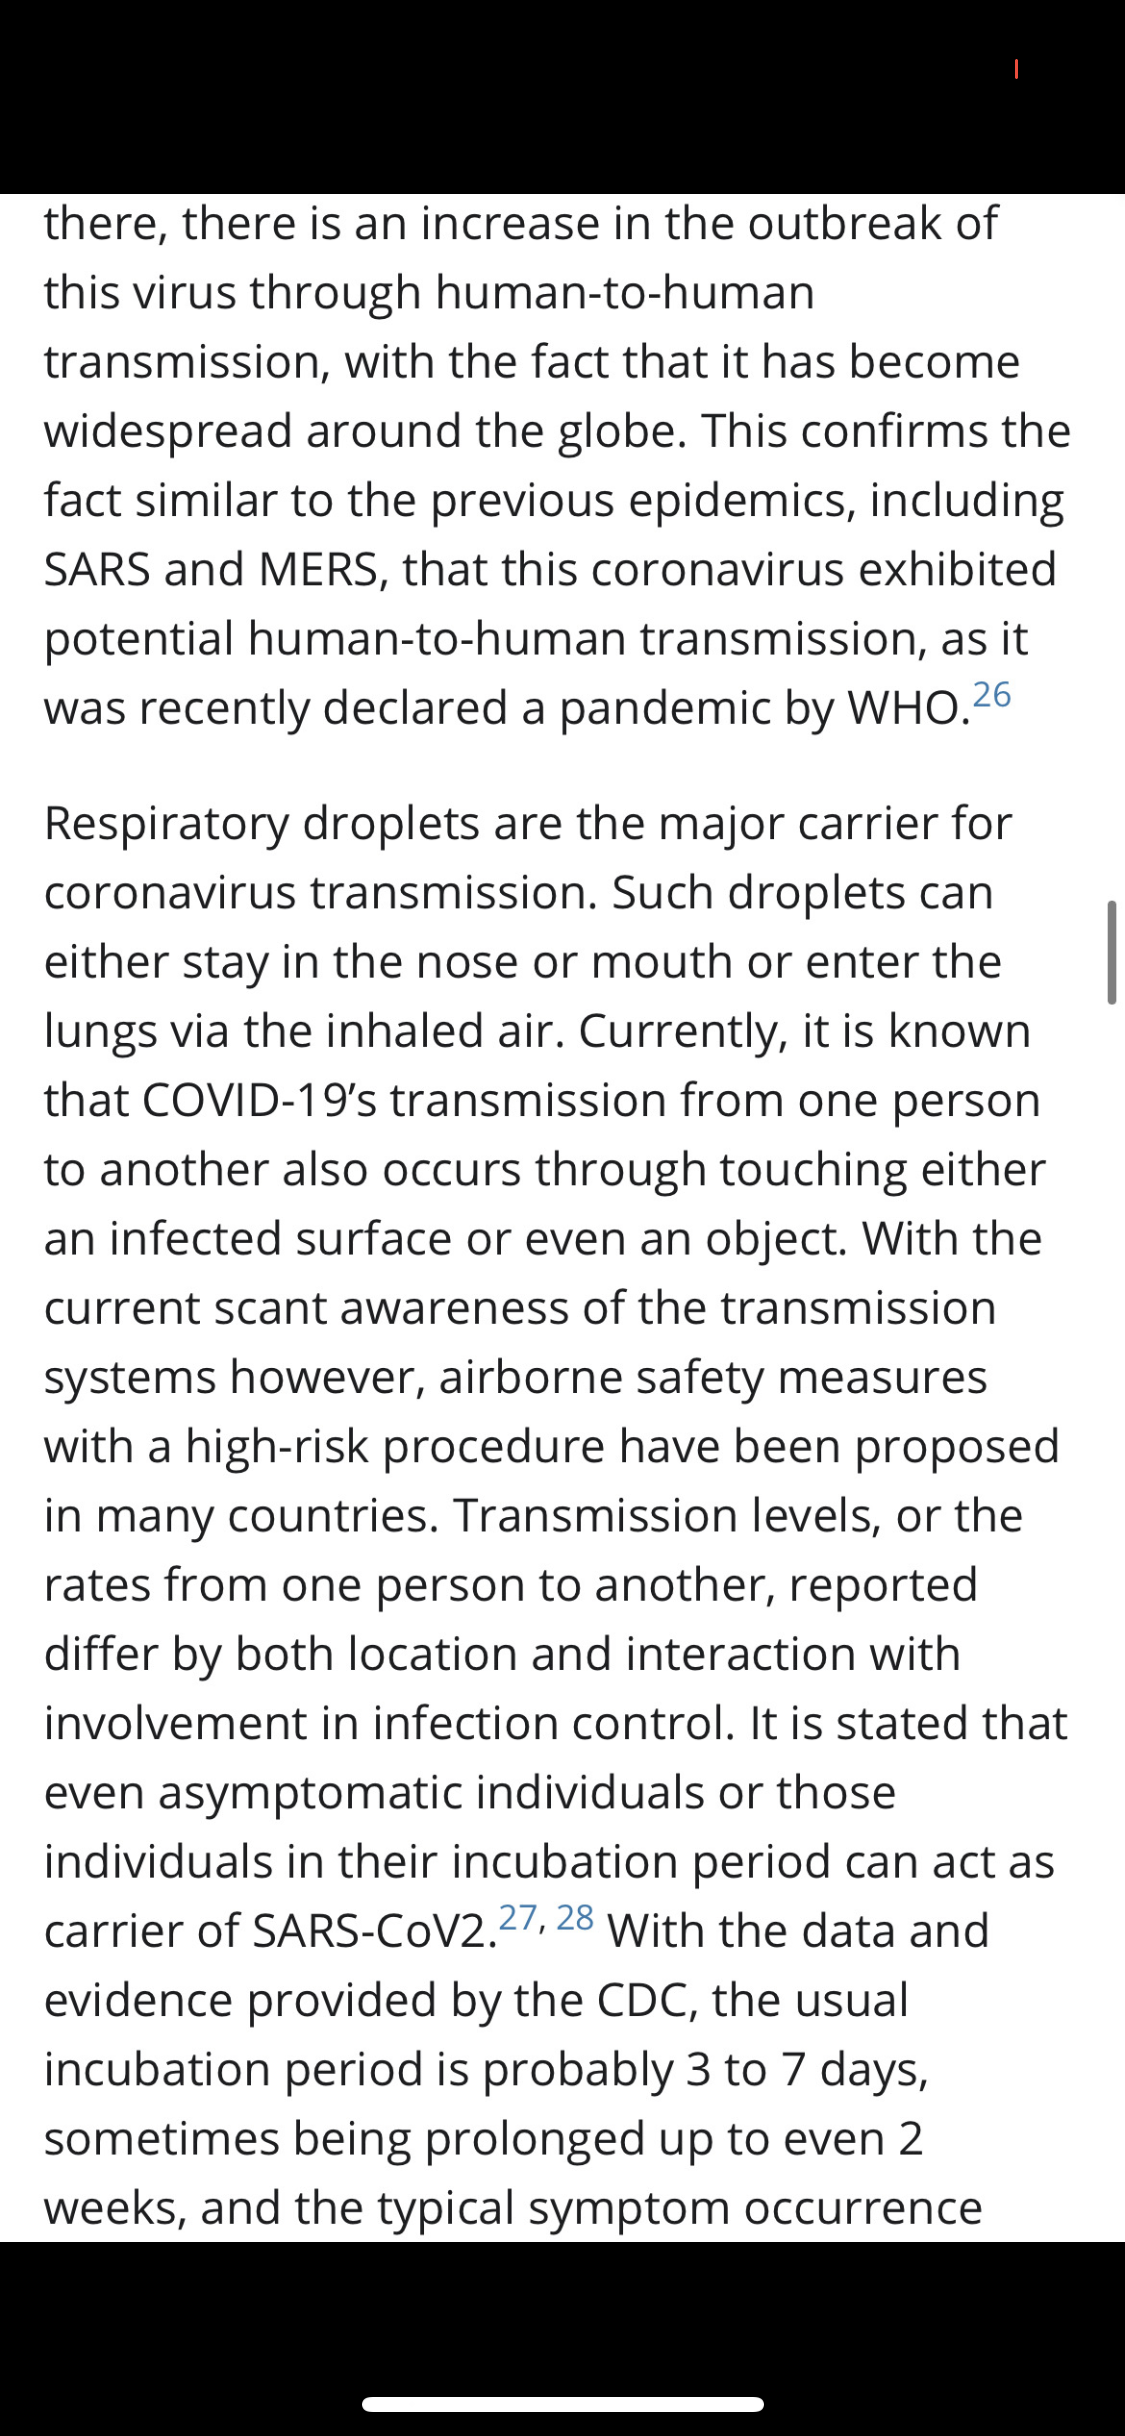 there, there is an increase in the outbreak of
this virus through human-to-human
transmission, with the fact that it has become
widespread around the globe. This confirms the
fact similar to the previous epidemics, including
SARS and MERS, that this coronavirus exhibited
potential human-to-human transmission, as it
was recently declared a pandemic by WHO.26
Respiratory droplets are the major carrier for
coronavirus transmission. Such droplets can
either stay in the nose or mouth or enter the
lungs via the inhaled air. Currently, it is known
that COVID-19’s transmission from one person
to another also occurs through touching either
an infected surface or even an object. With the
current scant awareness of the transmission
systems however, airborne safety measures
with a high-risk procedure have been proposed
in many countries. Transmission levels, or the
rates from one person to another, reported
differ by both location and interaction with
involvement in infection control. It is stated that
even asymptomatic individuals or those
individuals in their incubation period can act as
carrier of SARS-CoV2.27, 28 With the data and
evidence provided by the CDC, the usual
incubation period is probably 3 to 7 days,
sometimes being prolonged up to even 2
weeks, and the typical symptom occurrence